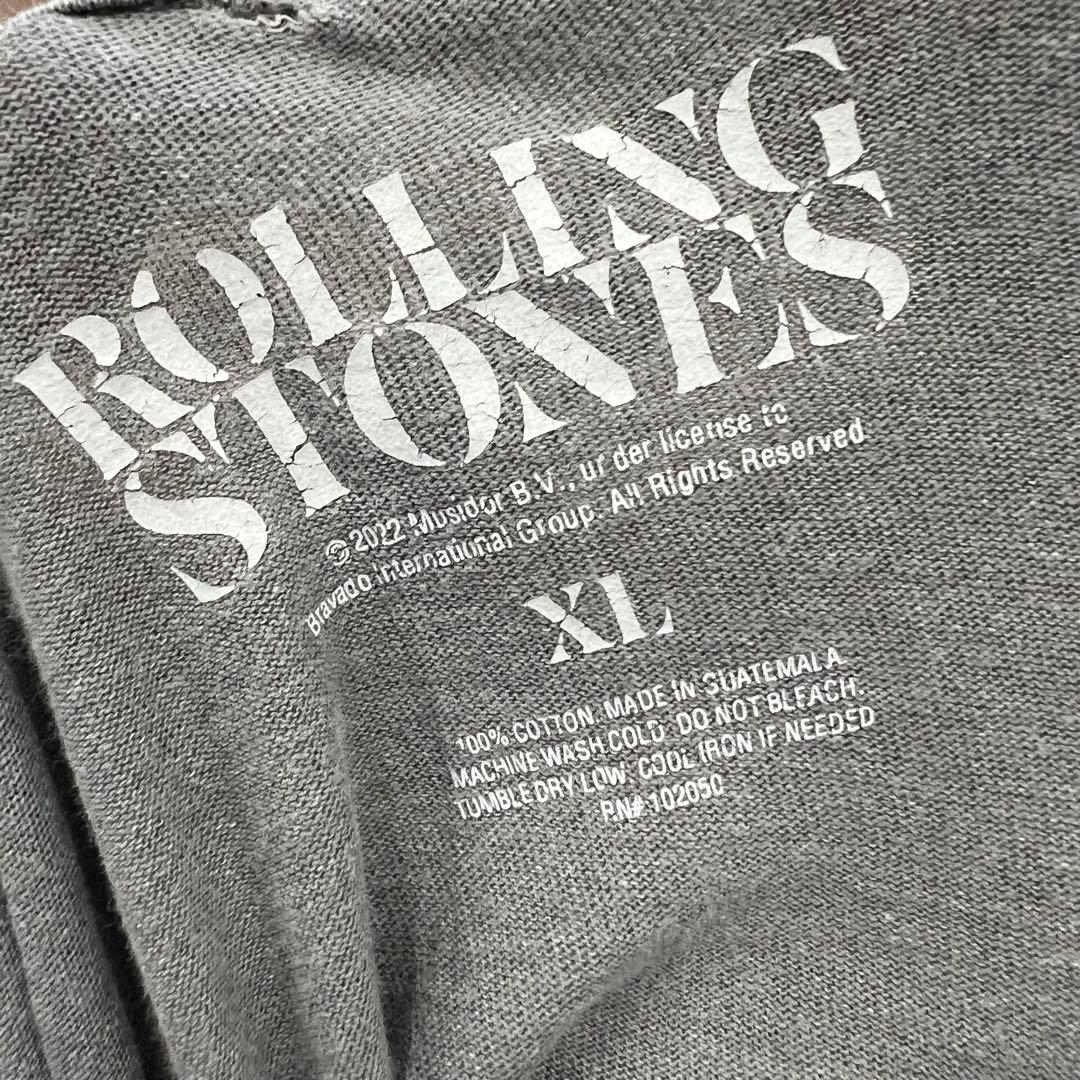 ROLLING
STONES
©2022 Musidor B.V., under license to
Bravado International Group. All Rights Reserved
XL
100% COTTON. MADE IN GUATEMALA.
MACHINE WASH COLD. DO NOT BLEACH.
TUMBLE DRY LOW. COOL IRON IF NEEDED
RN# 102050